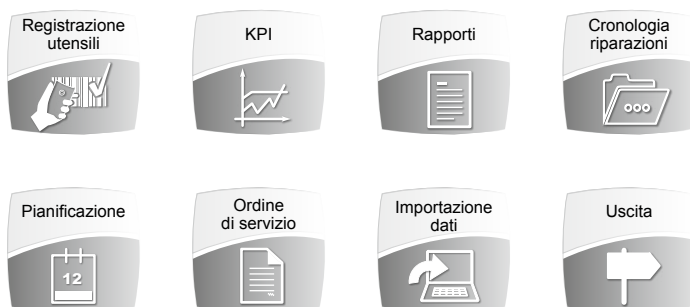 Registrazione
utensili
KPI
Rapporti
Cronologia
riparazioni
Pianificazione
12
Ordine
di servizio
Importazione
dati
Uscita